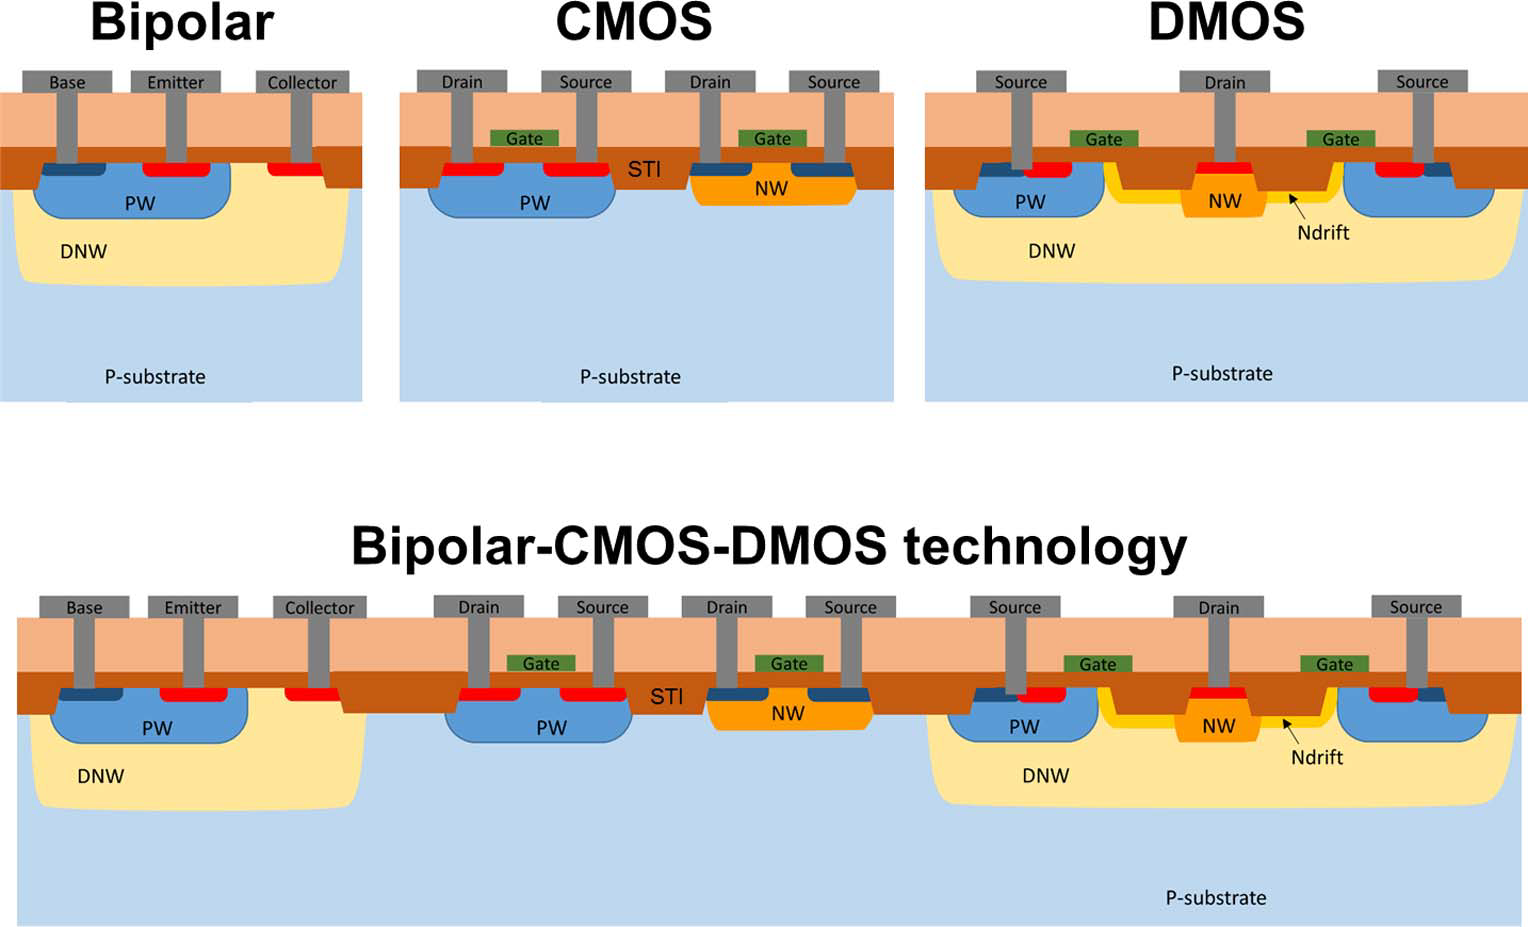 Bipolar
CMOS
DMOS
Base
Emitter
Collector
PW
DNW
P-substrate
Drain
Source
Drain
Source
Gate
Gate
STI
PW
NW
P-substrate
Source
Drain
Source
Gate
Gate
PW
NW
Ndrift
DNW
P-substrate
Bipolar-CMOS-DMOS technology
Base
Emitter
Collector
Drain
Source
Drain
Source
Source
Drain
Source
Gate
Gate
Gate
Gate
STI
PW
PW
NW
PW
NW
Ndrift
DNW
DNW
P-substrate